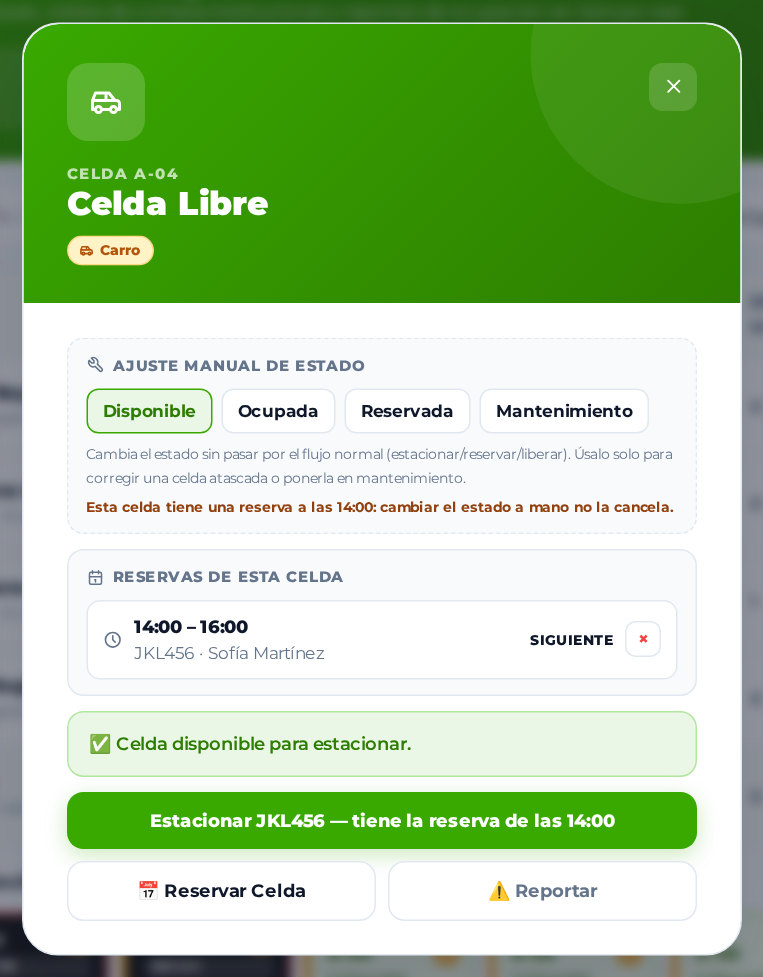 CELDA A-04
Celda Libre
Carro
AJUSTE MANUAL DE ESTADO
Disponible Ocupada Reservada Mantenimiento
Cambia el estado sin pasar por el flujo normal (estacionar/reservar/liberar). Úsalo solo para
corregir una celda atascada o ponerla en mantenimiento.
Esta celda tiene una reserva a las 14:00: cambiar el estado a mano no la cancela.
RESERVAS DE ESTA CELDA
14:00 – 16:00
JKL456 · Sofía Martínez
SIGUIENTE
✅ Celda disponible para estacionar.
Estacionar JKL456 — tiene la reserva de las 14:00
📅 Reservar Celda
⚠️ Reportar